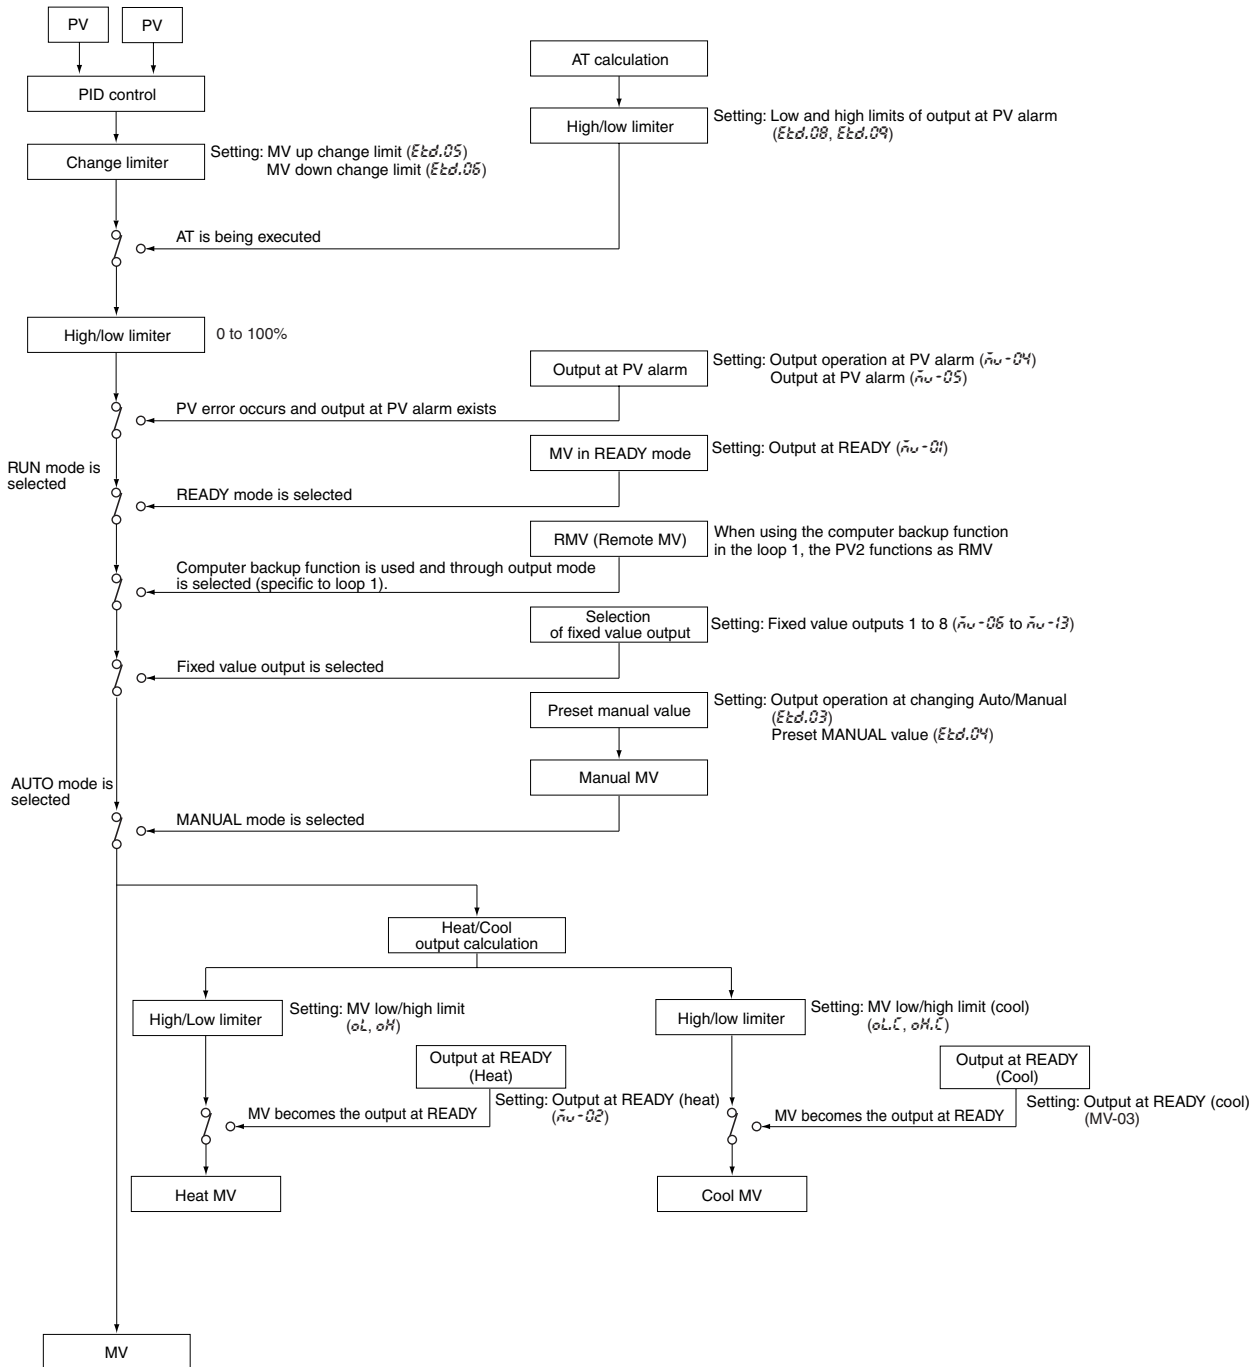 PV
PV
PID control
AT calculation
High/low limiter
Setting: Low and high limits of output at PV alarm
(Etd.08, Etd.09)
Change limiter
Setting: MV up change limit (Etd.05)
MV down change limit (Etd.06)
AT is being executed
High/low limiter
0 to 100%
Output at PV alarm
Setting: Output operation at PV alarm (m̄v-04)
Output at PV alarm (m̄v-05)
PV error occurs and output at PV alarm exists
RUN mode is
selected
MV in READY mode
Setting: Output at READY (m̄v-01)
READY mode is selected
RMV (Remote MV)
When using the computer backup function
in the loop 1, the PV2 functions as RMV
Computer backup function is used and through output mode
is selected (specific to loop 1).
Selection
of fixed value output
Setting: Fixed value outputs 1 to 8 (m̄v-06 to m̄v-13)
Fixed value output is selected
Preset manual value
Setting: Output operation at changing Auto/Manual
(Etd.03)
Preset MANUAL value (Etd.04)
Manual MV
AUTO mode is
selected
MANUAL mode is selected
Heat/Cool
output calculation
High/Low limiter
Setting: MV low/high limit
(oL, oH)
High/low limiter
Setting: MV low/high limit (cool)
(oL.C, oH.C)
Output at READY
(Heat)
Setting: Output at READY (heat)
(m̄v-02)
MV becomes the output at READY
Output at READY
(Cool)
Setting: Output at READY (cool)
(MV-03)
MV becomes the output at READY
Heat MV
Cool MV
MV